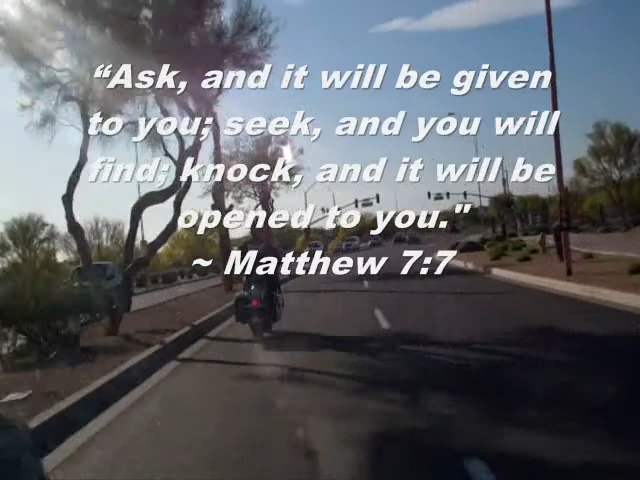 “Ask, and it will be given
to you; seek, and you will
find; knock, and it will be
opened to you."
~ Matthew 7:7